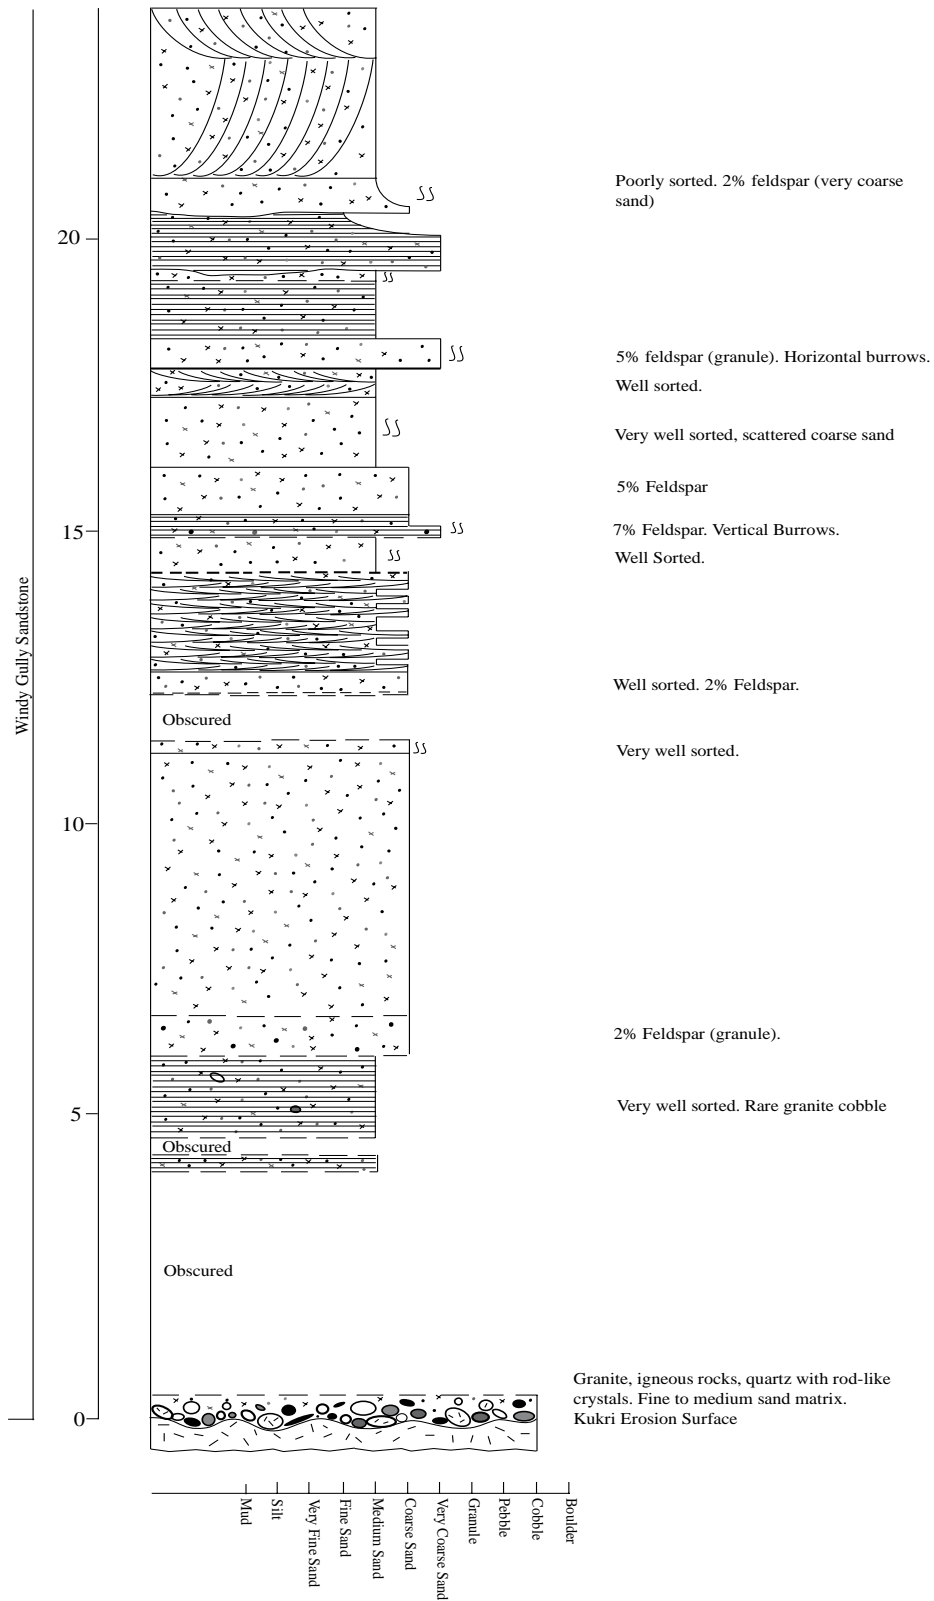 Poorly sorted. 2% feldspar (very coarse
sand)
20
5% feldspar (granule). Horizontal burrows.
Well sorted.
Very well sorted, scattered coarse sand
5% Feldspar
15
7% Feldspar. Vertical Burrows.
Well Sorted.
Windy Gully Sandstone
Well sorted. 2% Feldspar.
Obscured
Very well sorted.
10
2% Feldspar (granule).
5
Very well sorted. Rare granite cobble
Obscured
Obscured
Granite, igneous rocks, quartz with rod-like
crystals. Fine to medium sand matrix.
Kukri Erosion Surface
0
Mud
Silt
Very Fine Sand
Fine Sand
Medium Sand
Coarse Sand
Very Coarse Sand
Granule
Pebble
Cobble
Boulder